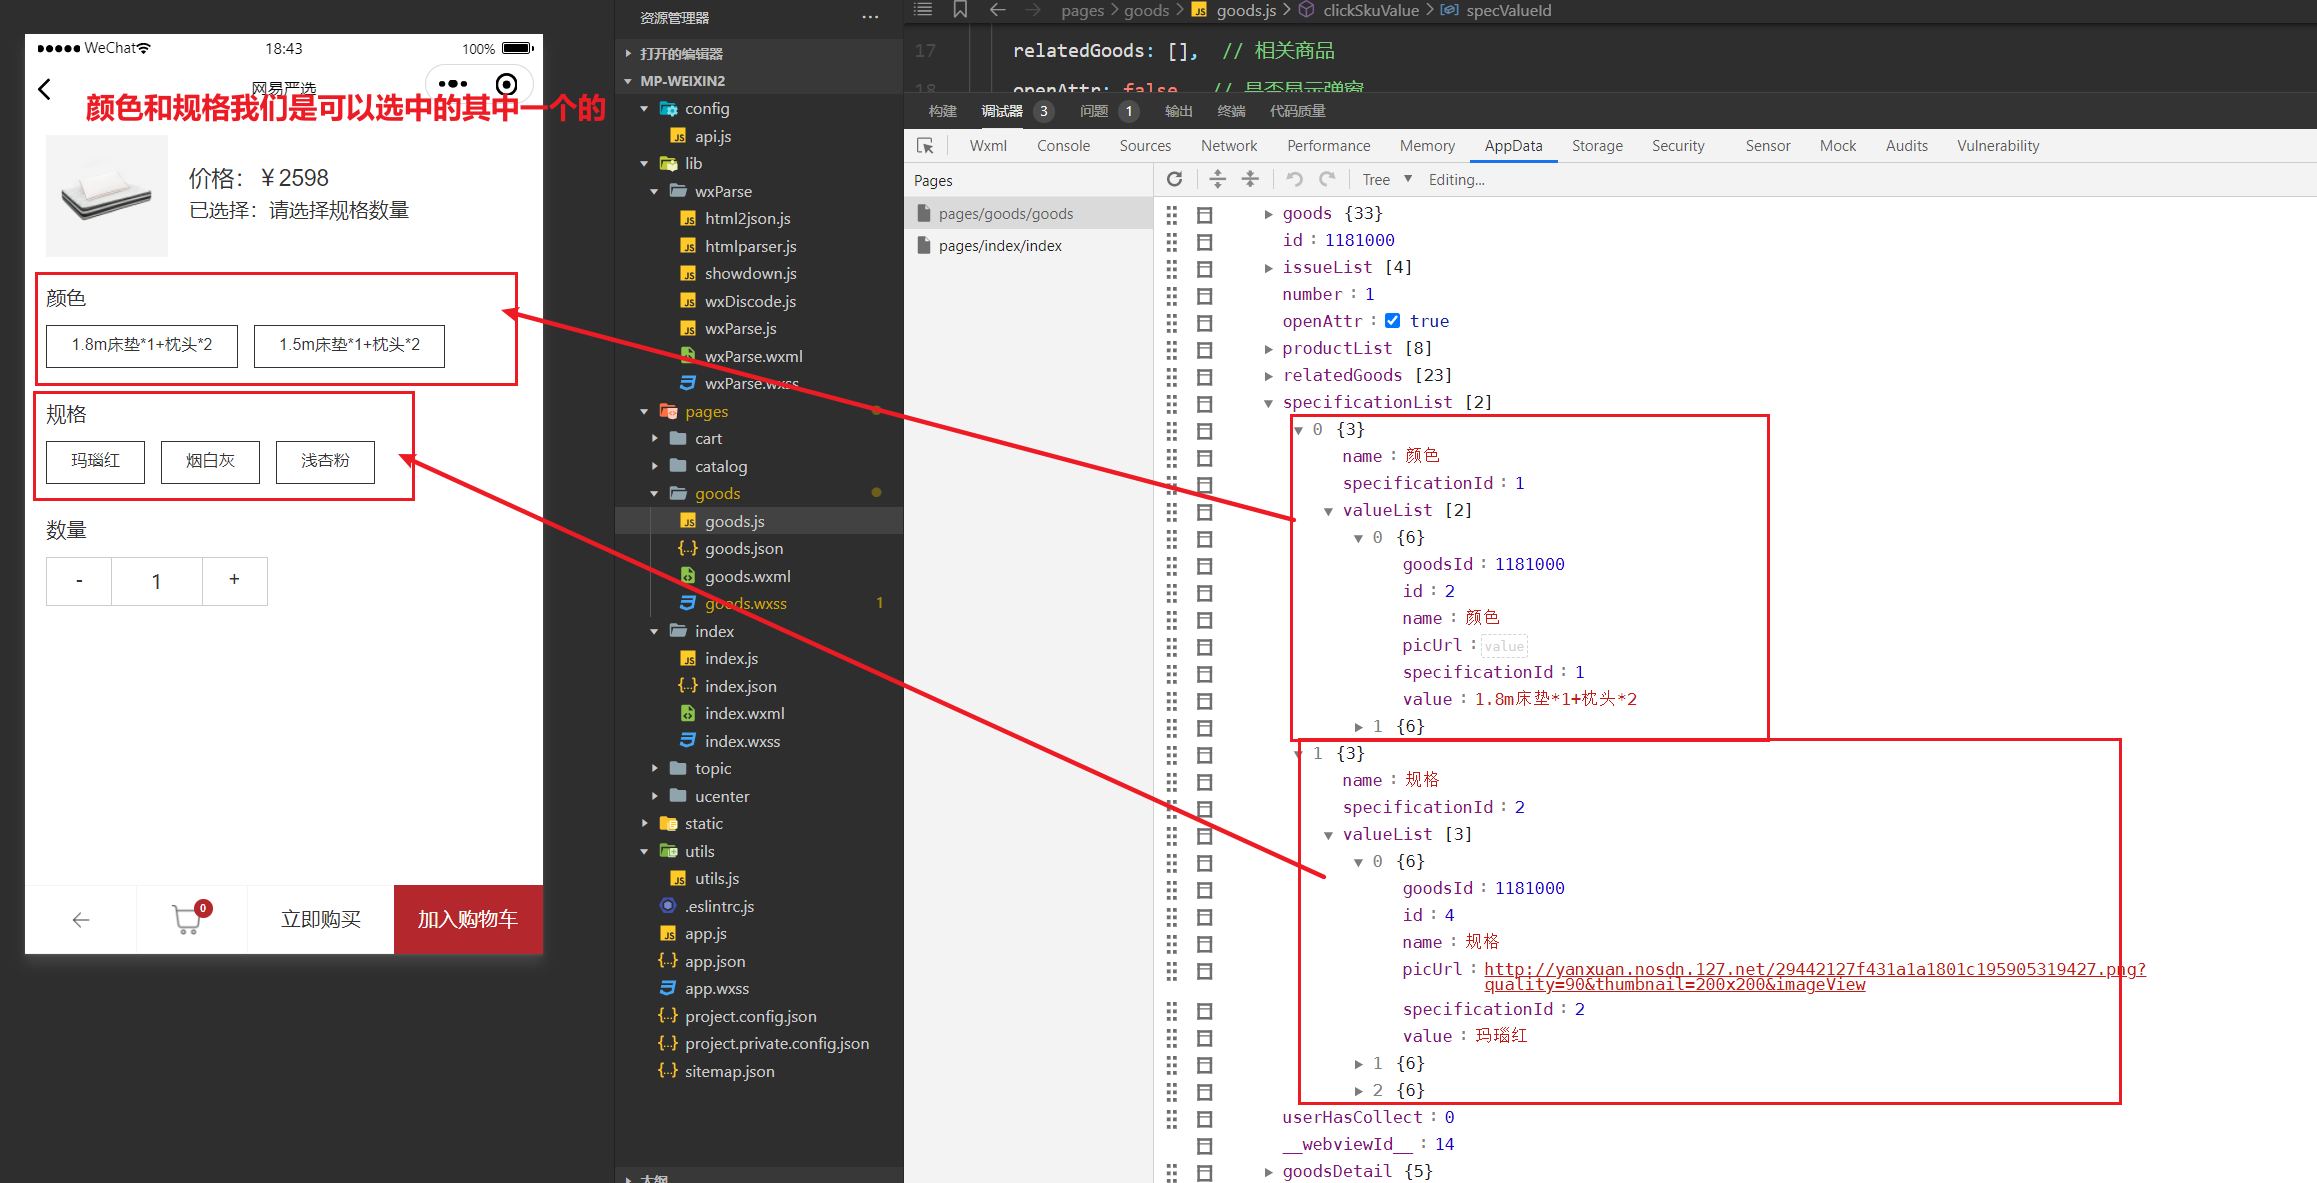 ●●●●● WeChat
18:43
100%
网易严选
颜色和规格我们是可以选中的其中一个的
价格：￥2598
已选择：请选择规格数量
颜色
1.8m床垫*1+枕头*2
1.5m床垫*1+枕头*2
规格
玛瑙红
烟白灰
浅杏粉
数量
-
1
+
0
立即购买
加入购物车
资源管理器
打开的编辑器
MP-WEIXIN2
config
api.js
lib
wxParse
html2json.js
htmlparser.js
showdown.js
wxDiscode.js
wxParse.js
wxParse.wxml
wxParse.wxss
pages
cart
catalog
goods
goods.js
goods.json
goods.wxml
goods.wxss 1
index
index.js
index.json
index.wxml
index.wxss
topic
ucenter
static
utils
utils.js
.eslintrc.js
app.js
app.json
app.wxss
project.config.json
project.private.config.json
sitemap.json
大纲
pages > goods > goods.js > clickSkuValue > specValueId
17 relatedGoods: [], // 相关商品
18 openAttr: false, // 是否显示弹窗
构建 调试器 3 问题 1 输出 终端 代码质量
Wxml Console Sources Network Performance Memory AppData Storage Security Sensor Mock Audits Vulnerability
Pages
Tree
Editing...
pages/goods/goods
pages/index/index
goods {33}
id : 1181000
issueList [4]
number : 1
openAttr : true
productList [8]
relatedGoods [23]
specificationList [2]
0 {3}
name : 颜色
specificationId : 1
valueList [2]
0 {6}
goodsId : 1181000
id : 2
name : 颜色
picUrl : value
specificationId : 1
value : 1.8m床垫*1+枕头*2
1 {6}
1 {3}
name : 规格
specificationId : 2
valueList [3]
0 {6}
goodsId : 1181000
id : 4
name : 规格
picUrl : http://yanxuan.nosdn.127.net/29442127f431a1a1801c195905319427.png?
quality=90&thumbnail=200x200&imageView
specificationId : 2
value : 玛瑙红
1 {6}
2 {6}
userHasCollect : 0
__webviewId__ : 14
goodsDetail {5}